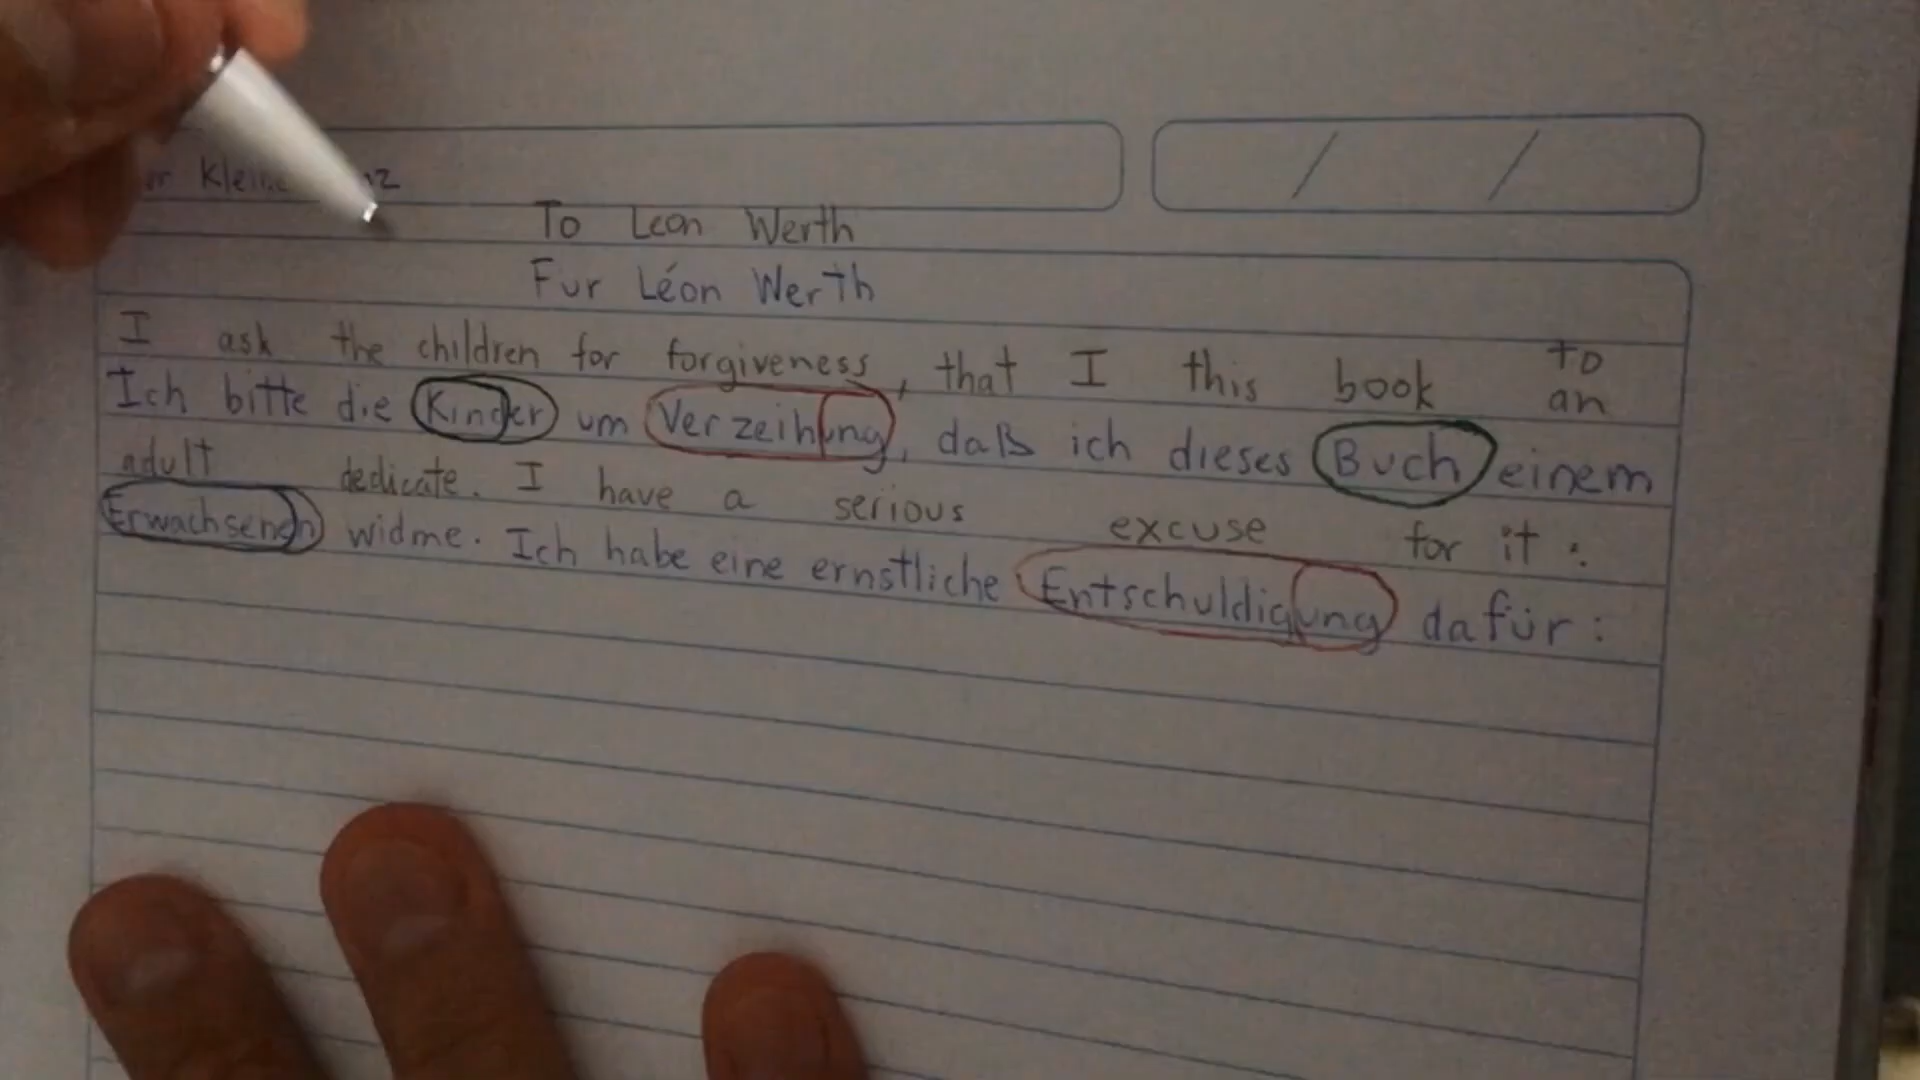 To Leon Werth
Fur Léon Werth
I ask the children for forgiveness, that I this book to an
Ich bitte die Kinder um Verzeihung, daß ich dieses Buch einem
adult dedicate. I have a serious excuse for it:
Erwachsenen widme. Ich habe eine ernstliche Entschuldigung dafür: